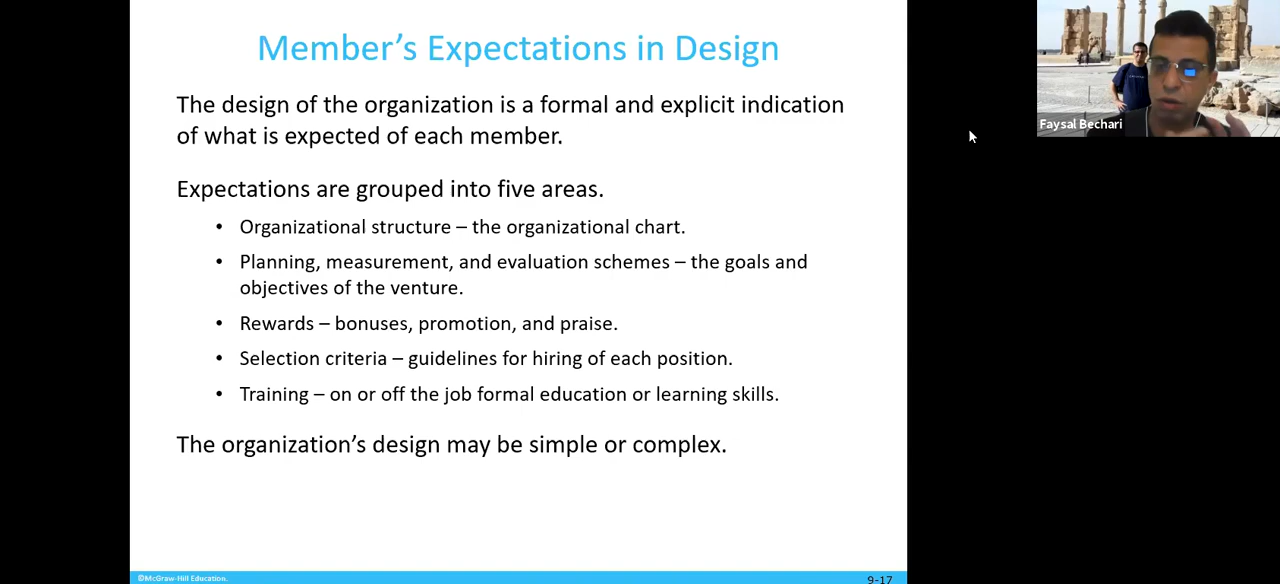 Member’s Expectations in Design
The design of the organization is a formal and explicit indication
of what is expected of each member.
Expectations are grouped into five areas.
• Organizational structure – the organizational chart.
• Planning, measurement, and evaluation schemes – the goals and
objectives of the venture.
• Rewards – bonuses, promotion, and praise.
• Selection criteria – guidelines for hiring of each position.
• Training – on or off the job formal education or learning skills.
The organization’s design may be simple or complex.
©McGraw-Hill Education.
9-17
Faysal Bechari